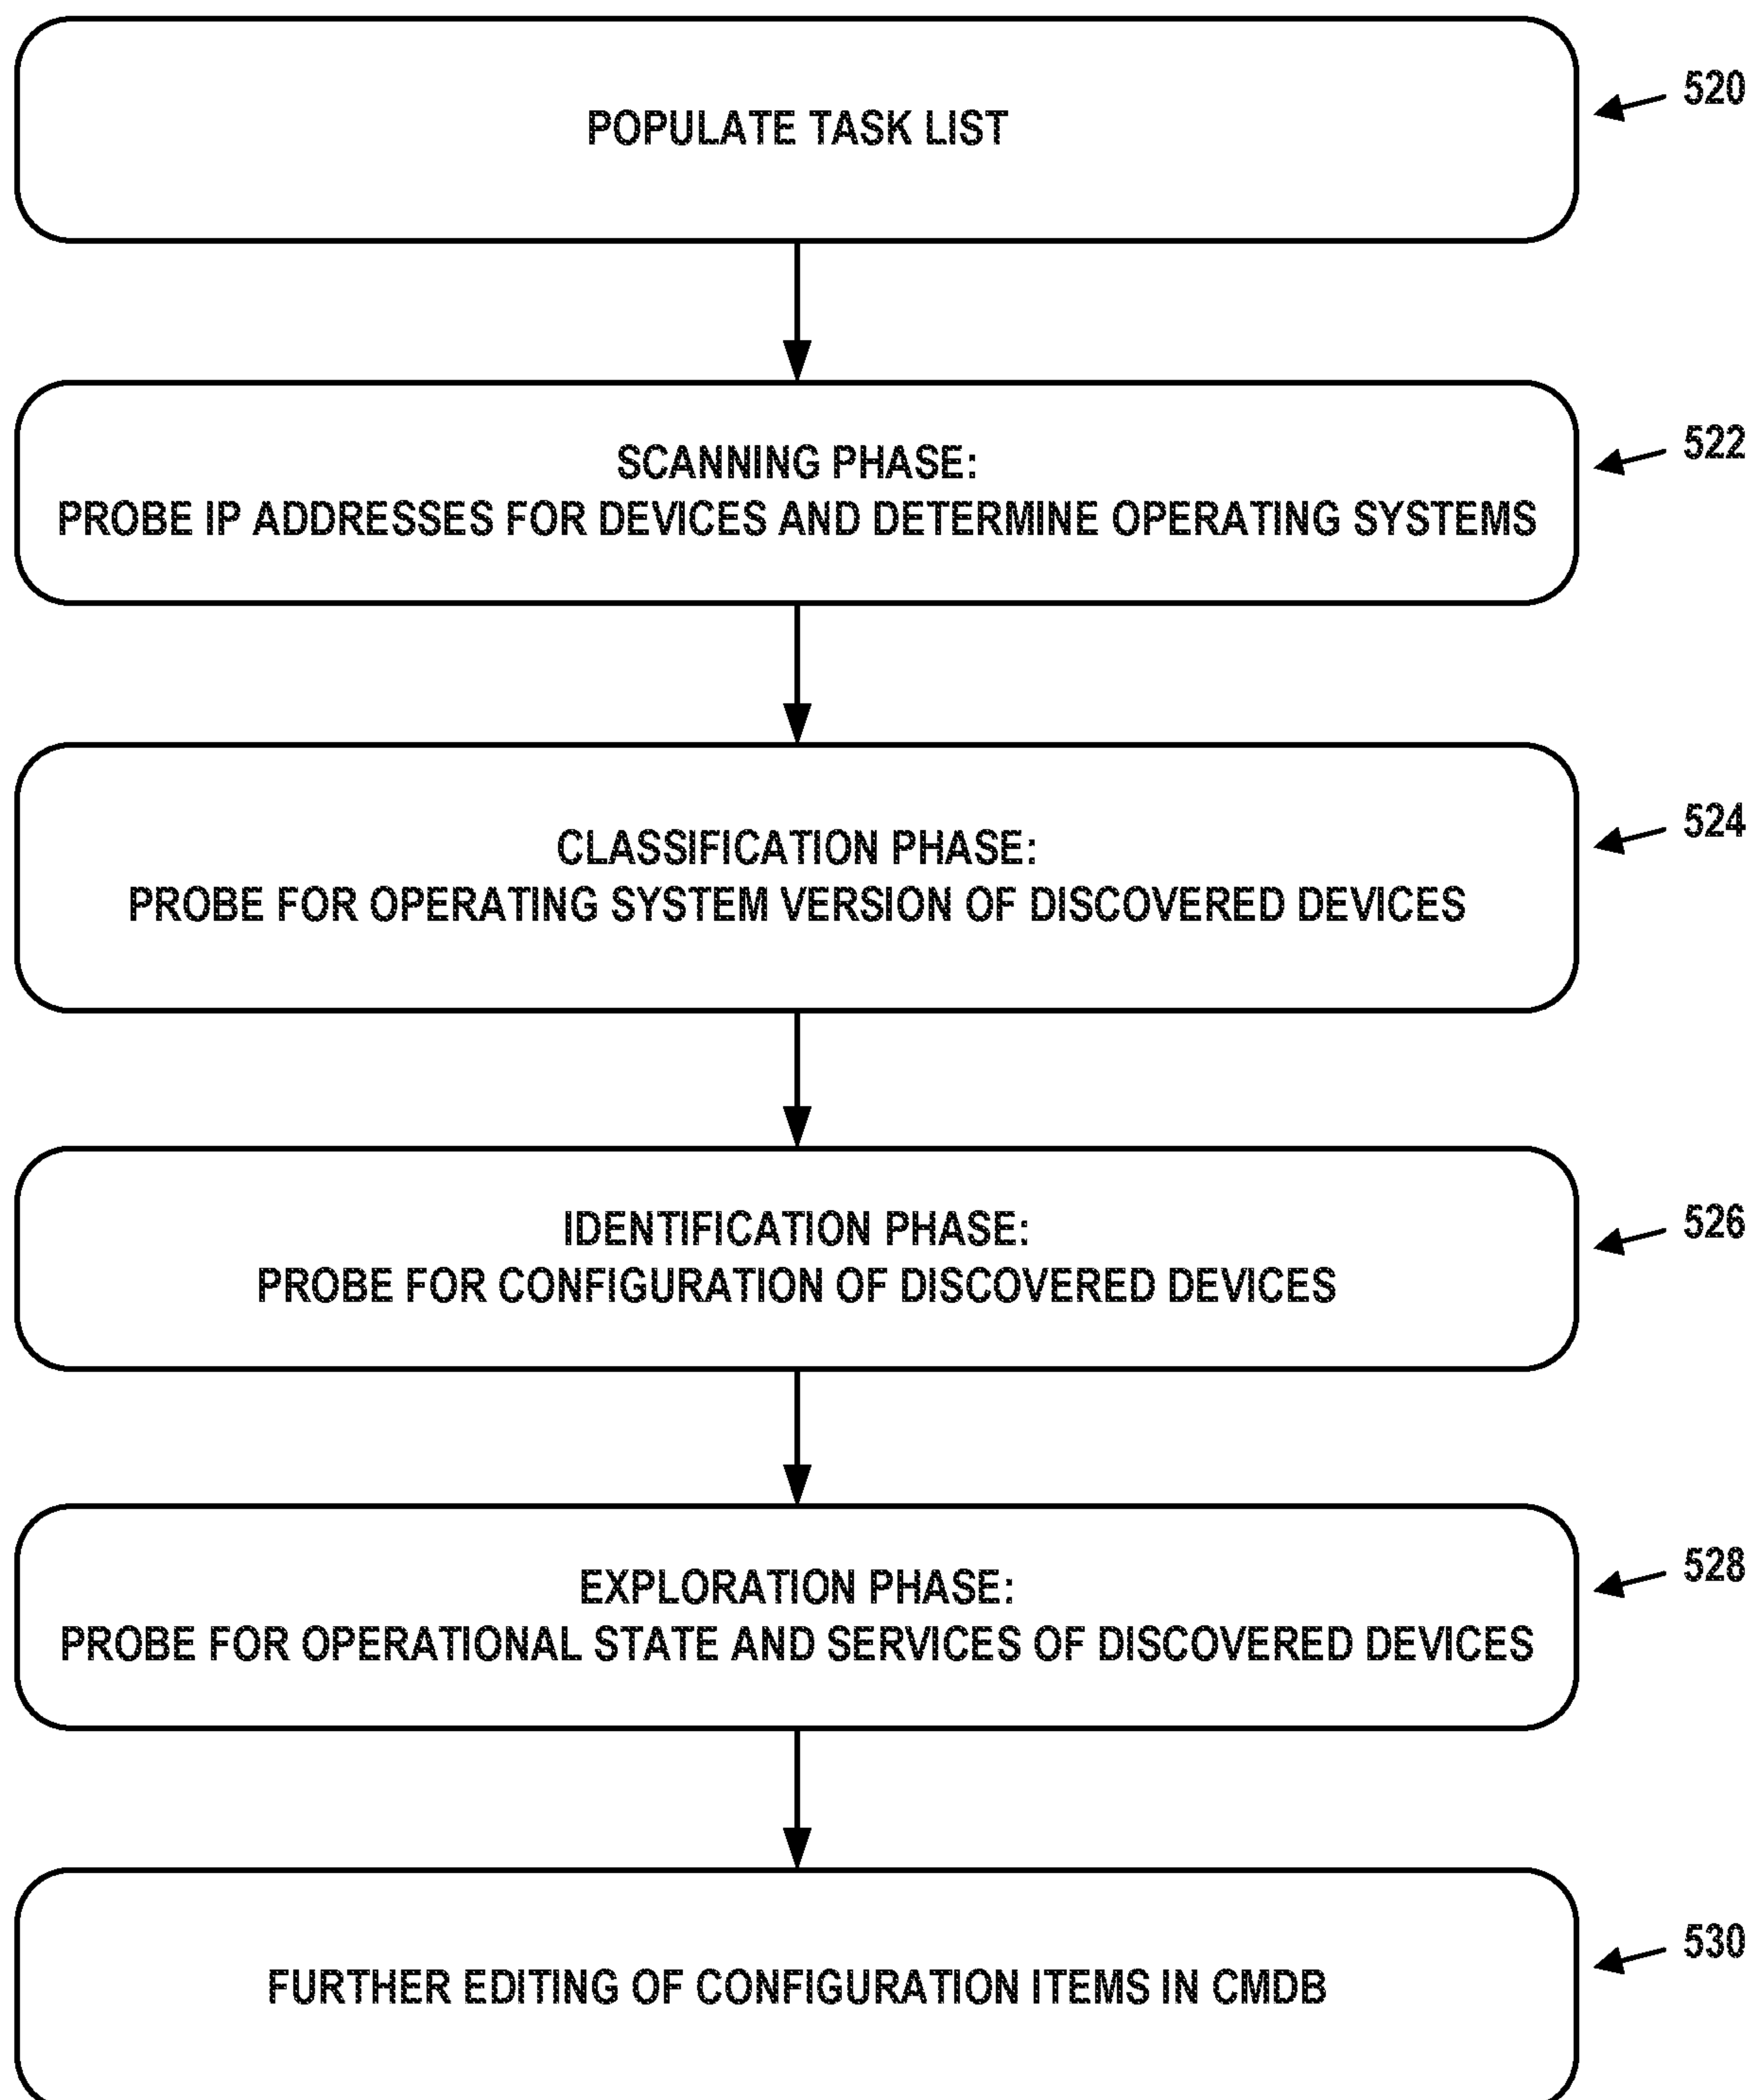 POPULATE TASK LIST
520
SCANNING PHASE:
PROBE IP ADDRESSES FOR DEVICES AND DETERMINE OPERATING SYSTEMS
522
CLASSIFICATION PHASE:
PROBE FOR OPERATING SYSTEM VERSION OF DISCOVERED DEVICES
524
IDENTIFICATION PHASE:
PROBE FOR CONFIGURATION OF DISCOVERED DEVICES
526
EXPLORATION PHASE:
PROBE FOR OPERATIONAL STATE AND SERVICES OF DISCOVERED DEVICES
528
FURTHER EDITING OF CONFIGURATION ITEMS IN CMDB
530